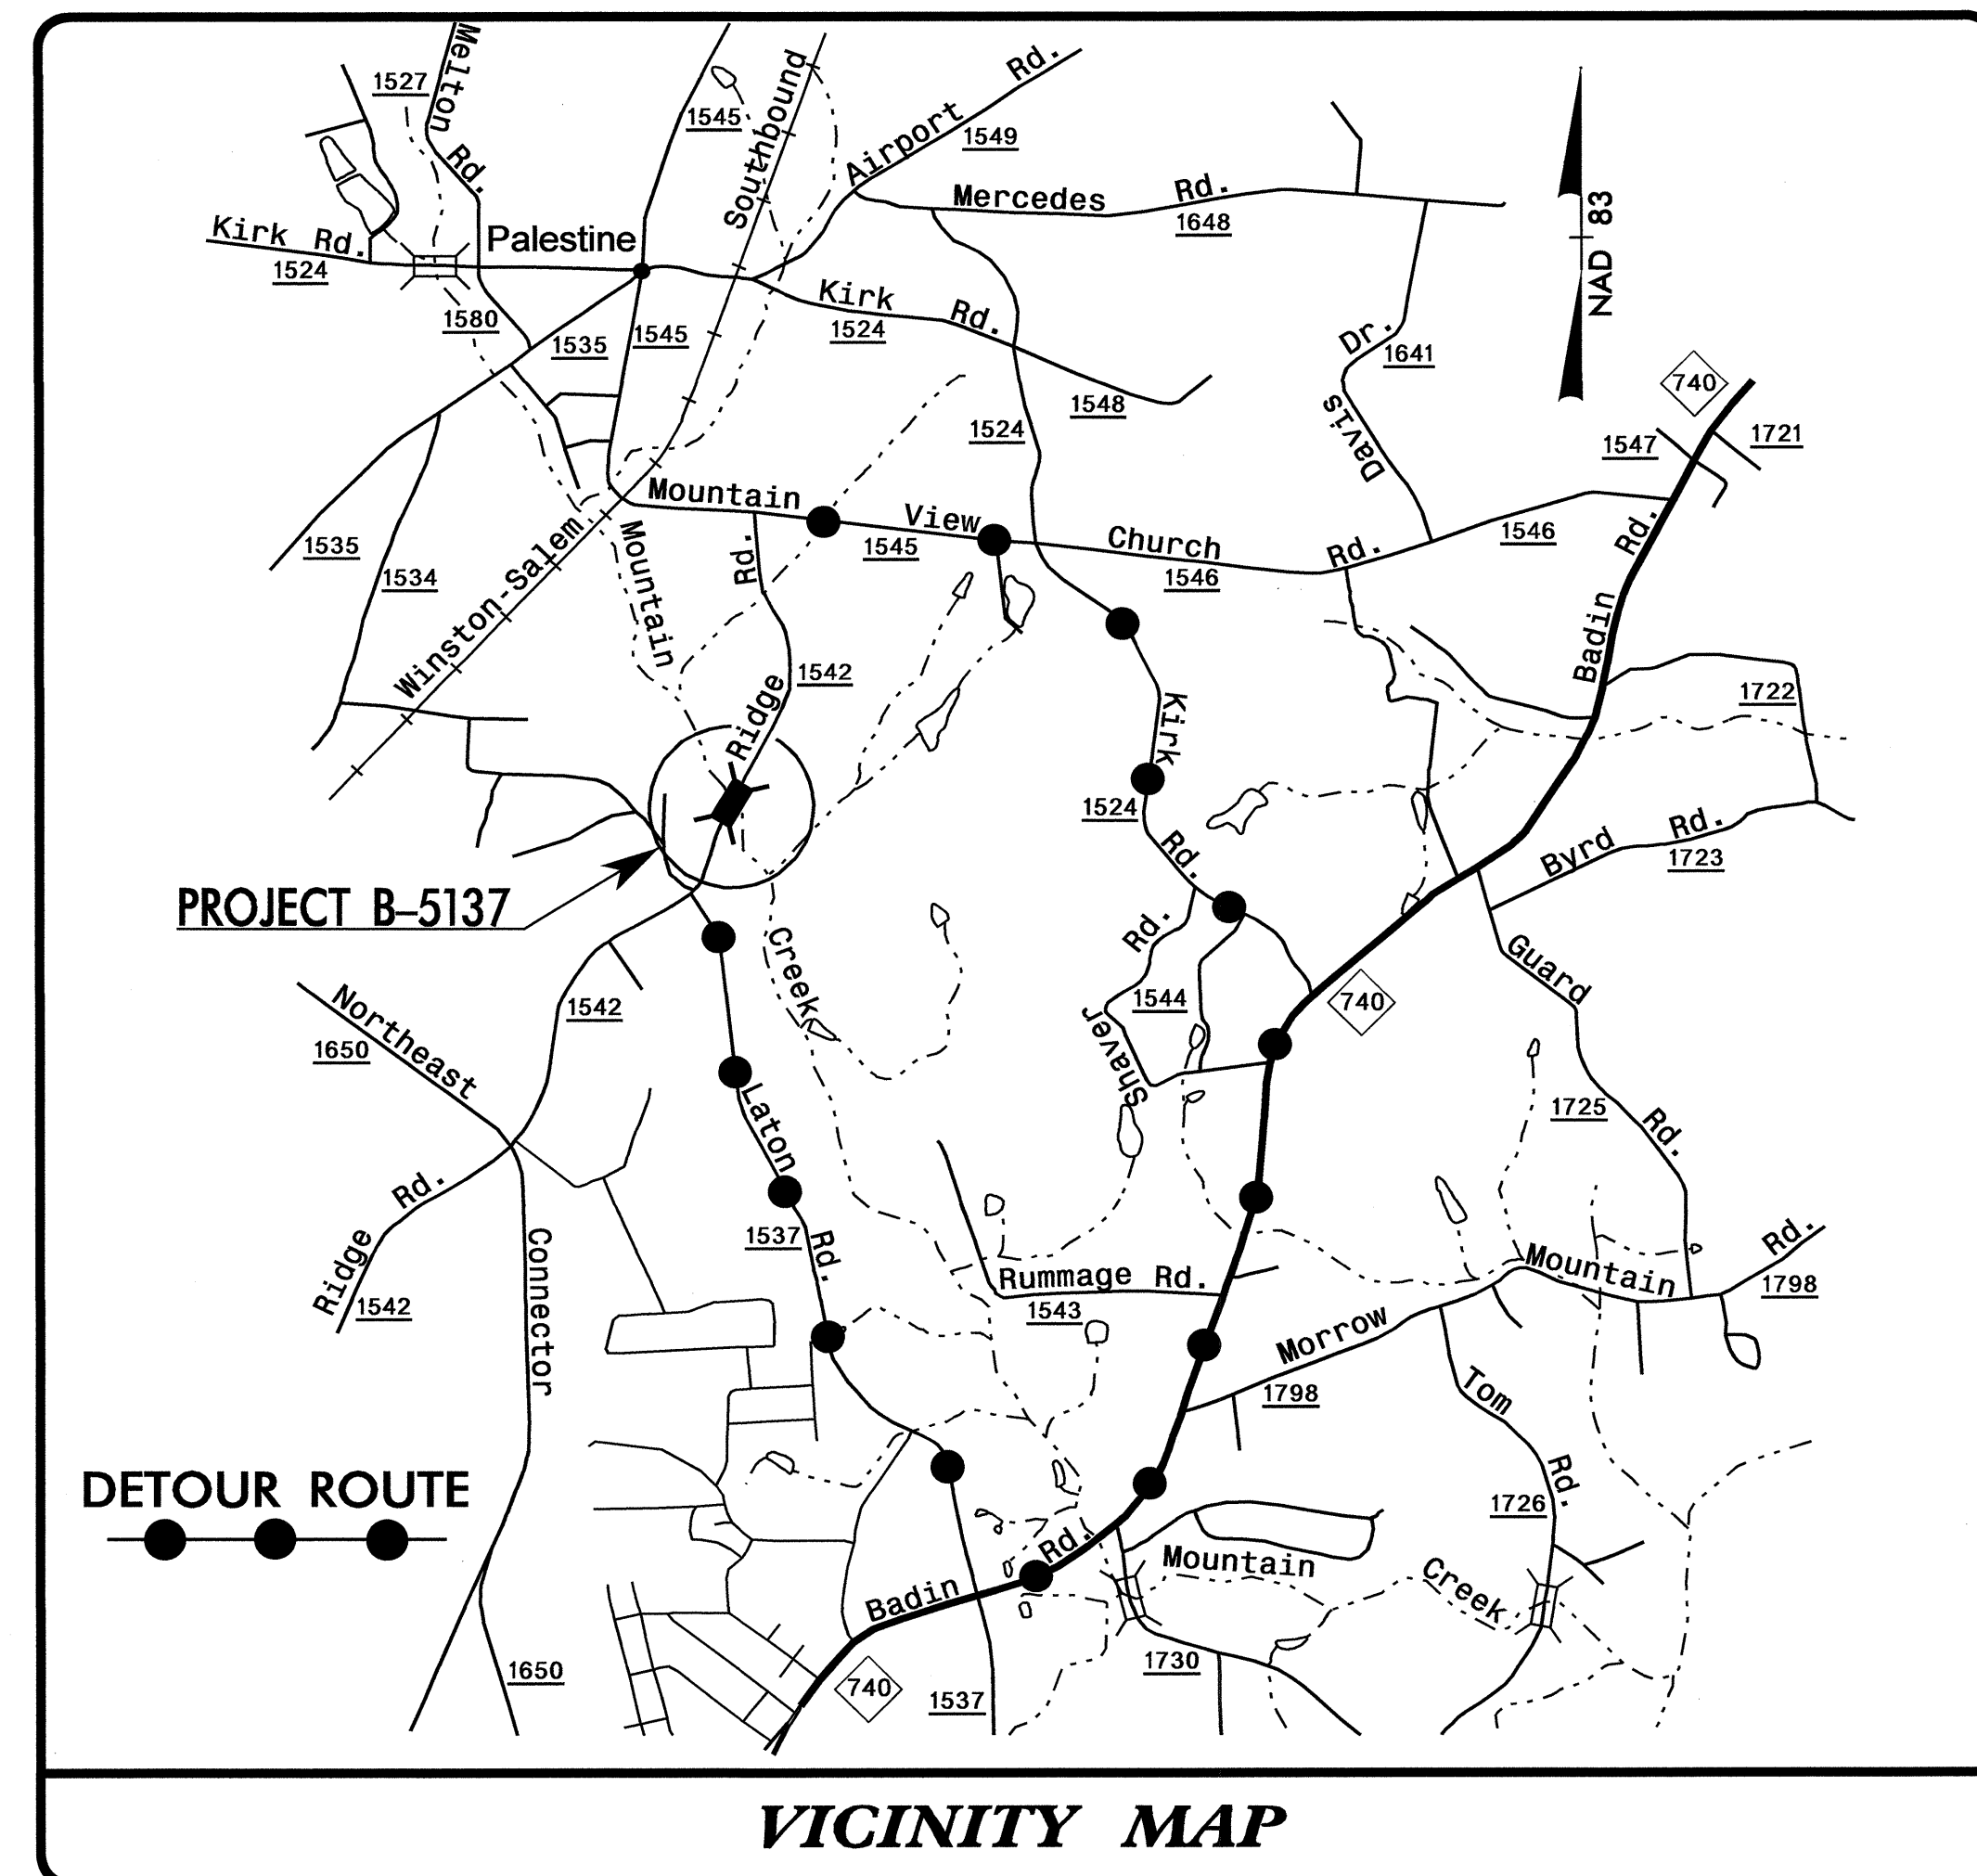 Melton Rd.
1527
1545
Southbound
Airport Rd.
1549
Mercedes Rd.
1648
Kirk Rd.
1524
Palestine
NAD 83
1580
1535
1545
Kirk Rd.
1524
1548
1524
Davis Dr.
1641
740
1547
1721
Mountain View Church Rd.
1545
1546
1546
1535
1534
Winston-Salem
Mountain
Ridge Rd.
1542
Badin Rd.
1722
Kirk Rd.
1524
Byrd Rd.
1723
PROJECT B-5137
Creek
Shaver Rd.
1544
740
Guard Rd.
1725
1542
Northeast
1650
Laton Rd.
1537
Ridge Rd.
1542
Connector
Rummage Rd.
1543
Mountain Rd.
1798
Morrow
1798
Tom Rd.
1726
DETOUR ROUTE
Badin Rd.
Mountain
Creek
1650
740
1537
1730
VICINITY MAP